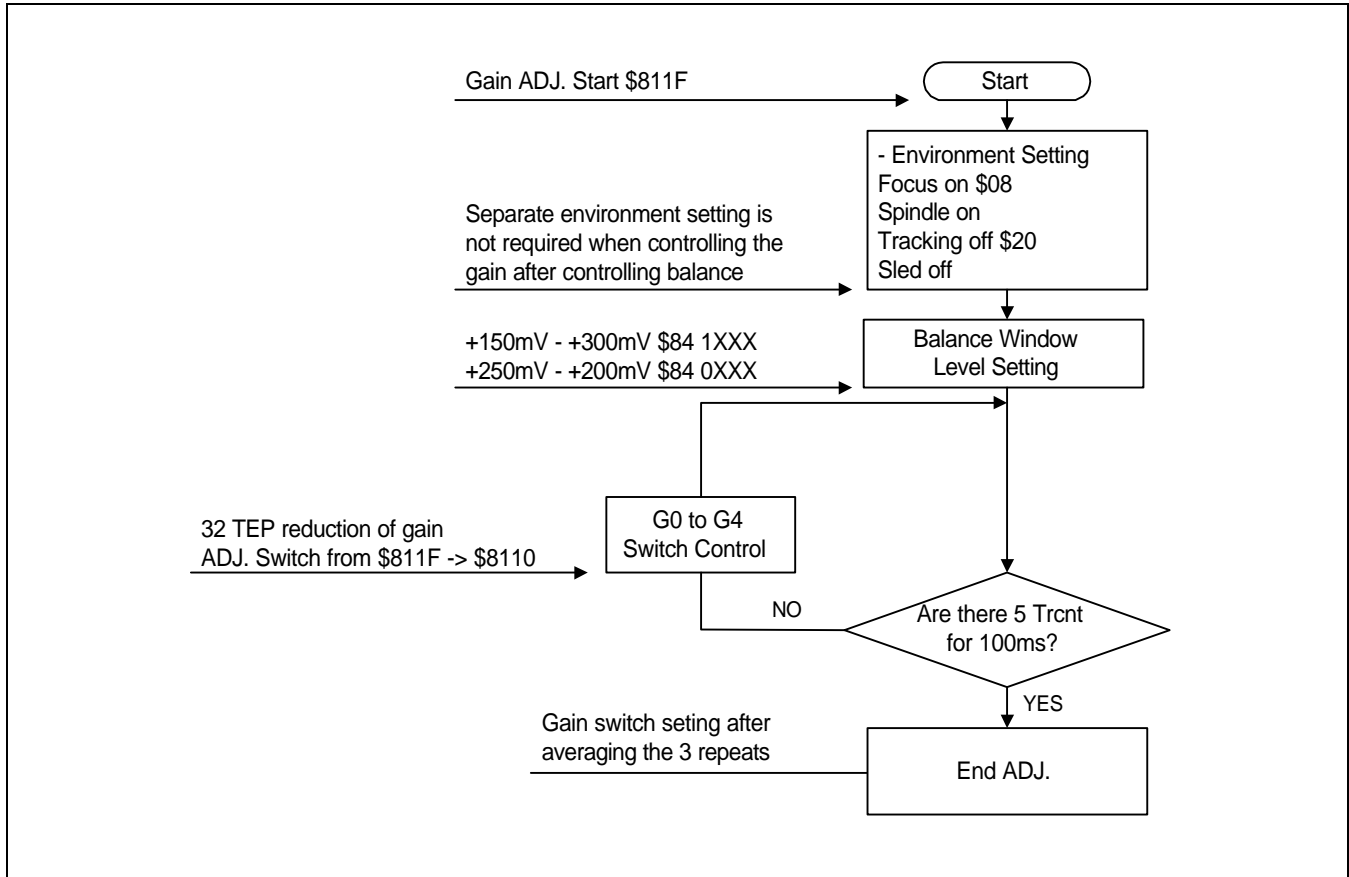 Gain ADJ. Start $811F
Start
- Environment Setting
Focus on $08
Spindle on
Tracking off $20
Sled off
Separate environment setting is
not required when controlling the
gain after controlling balance
+150mV - +300mV $84 1XXX
+250mV - +200mV $84 0XXX
Balance Window
Level Setting
G0 to G4
Switch Control
32 TEP reduction of gain
ADJ. Switch from $811F -> $8110
NO
Are there 5 Trcnt
for 100ms?
YES
Gain switch seting after
averaging the 3 repeats
End ADJ.